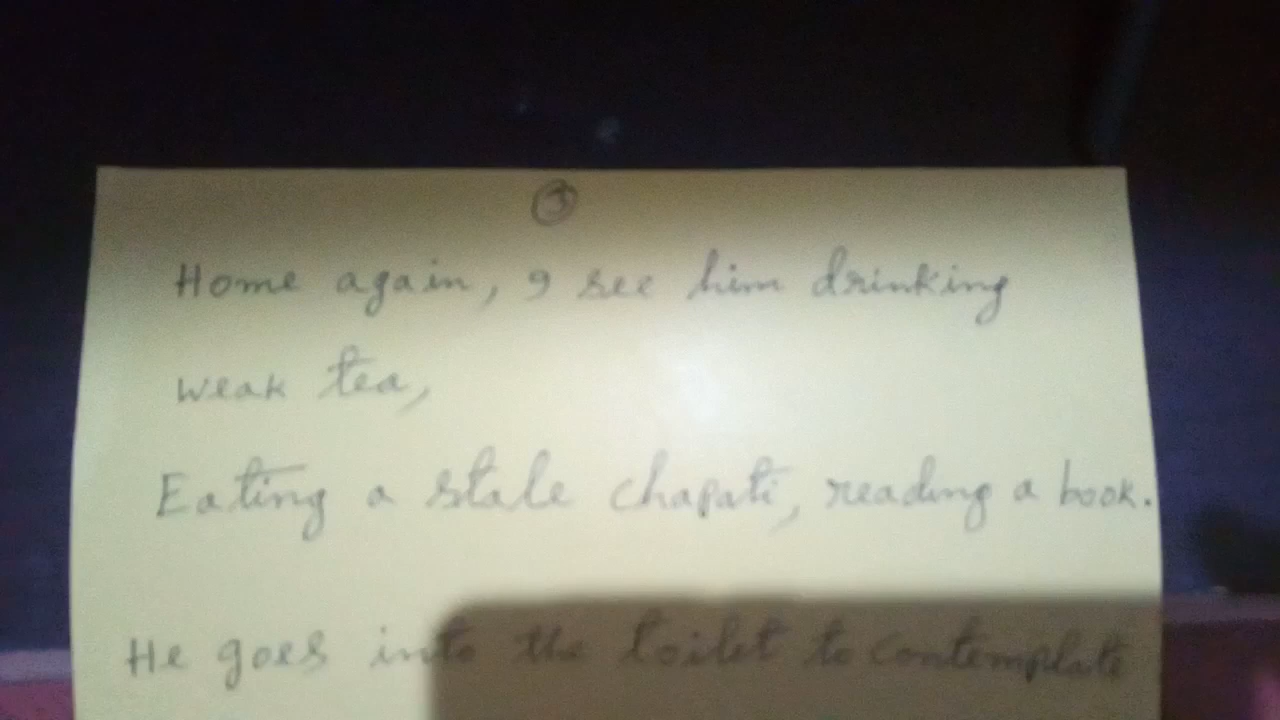 Home again, I see him drinking
weak tea,
Eating a stale chapati, reading a book.
He goes into the toilet to contemplate